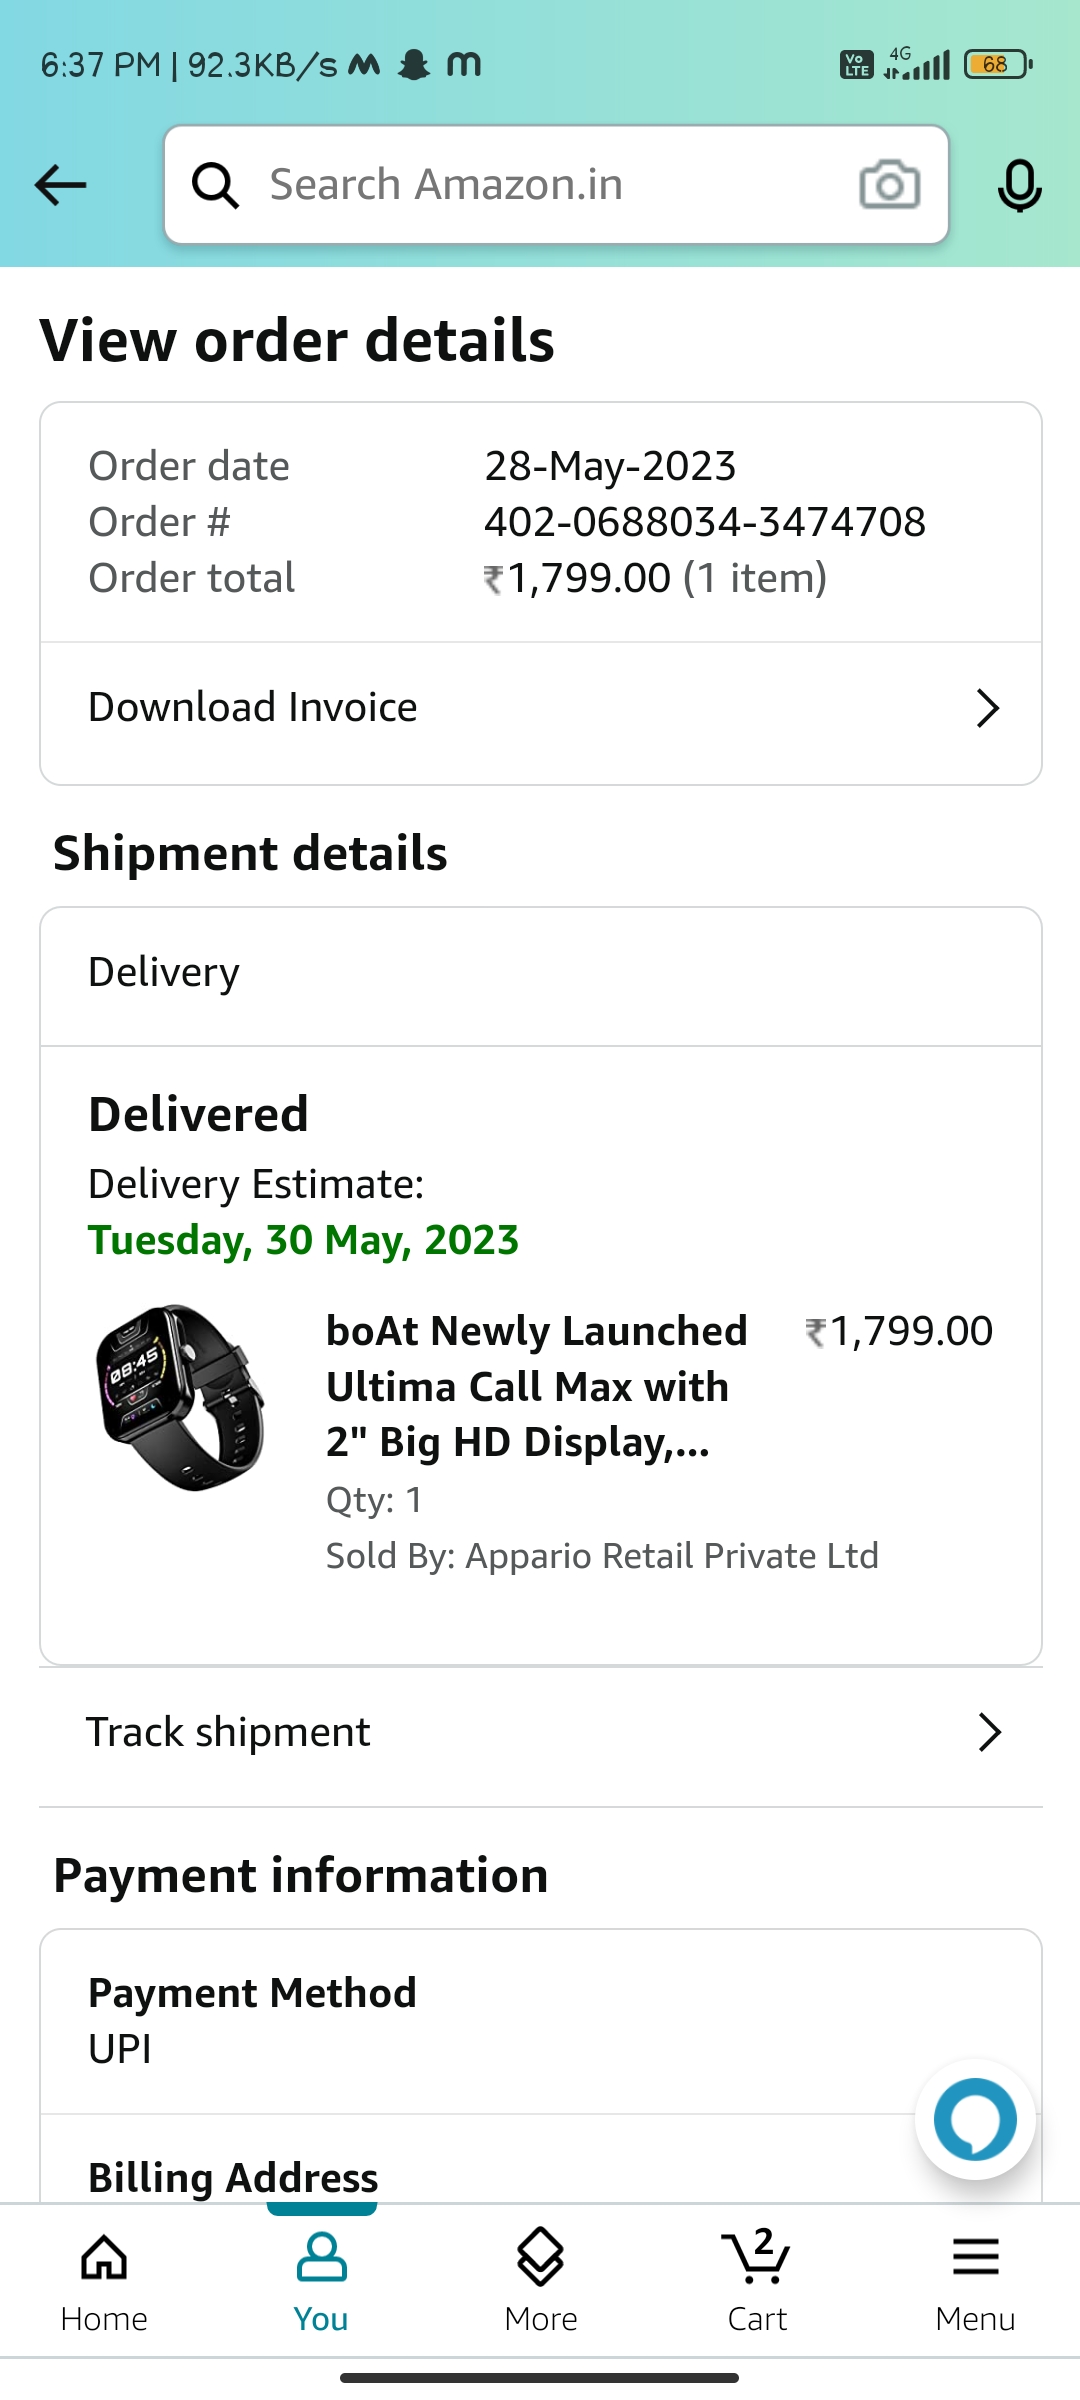 6:37 PM | 92.3KB/s
Vo LTE 4G 68
Search Amazon.in
View order details
Order date 28-May-2023
Order # 402-0688034-3474708
Order total ₹1,799.00 (1 item)
Download Invoice
Shipment details
Delivery
Delivered
Delivery Estimate:
Tuesday, 30 May, 2023
08:45
boAt Newly Launched ₹1,799.00
Ultima Call Max with
2" Big HD Display,...
Qty: 1
Sold By: Appario Retail Private Ltd
Track shipment
Payment information
Payment Method
UPI
Billing Address
2
Home You More Cart Menu